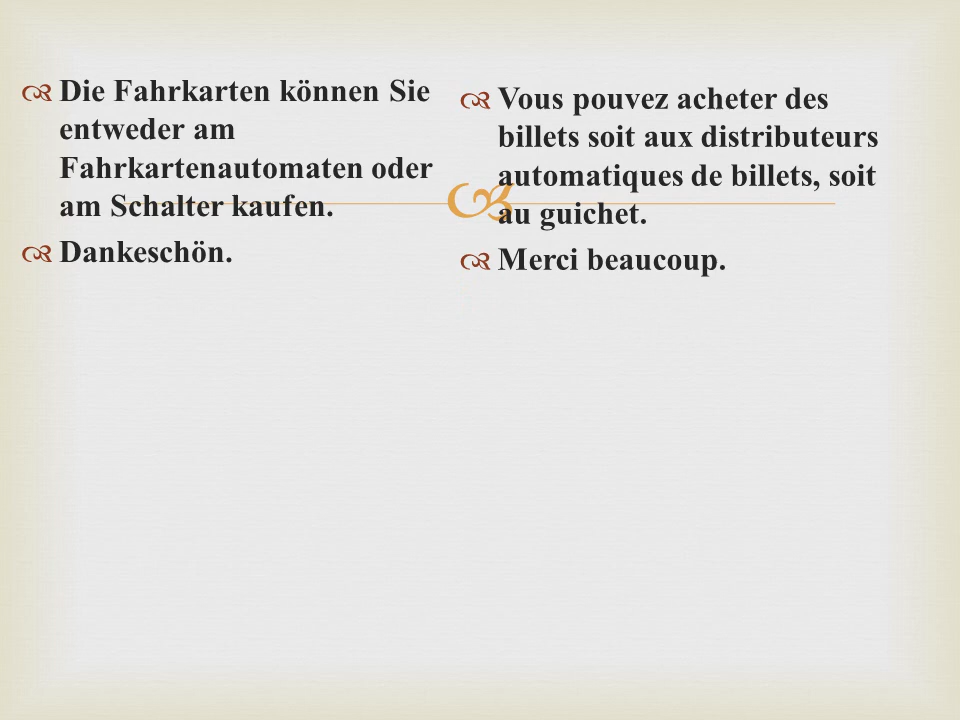 Die Fahrkarten können Sie
entweder am
Fahrkartenautomaten oder
am Schalter kaufen.
Dankeschön.
Vous pouvez acheter des
billets soit aux distributeurs
automatiques de billets, soit
au guichet.
Merci beaucoup.